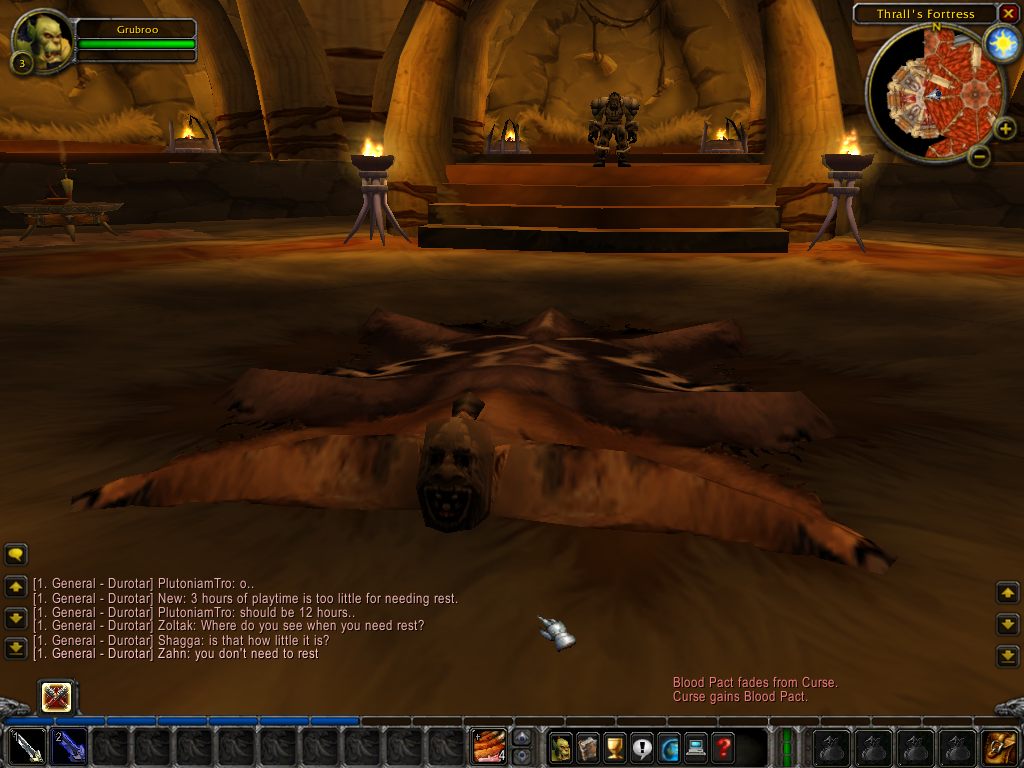 Grubroo
3
Thrall's Fortress
N
[1. General - Durotar] PlutoniamTro: o..
[1. General - Durotar] New: 3 hours of playtime is too little for needing rest.
[1. General - Durotar] PlutoniamTro: should be 12 hours..
[1. General - Durotar] Zoltak: Where do you see when you need rest?
[1. General - Durotar] Shagga: is that how little it is?
[1. General - Durotar] Zahn: you don't need to rest
Blood Pact fades from Curse.
Curse gains Blood Pact.
1
2
4